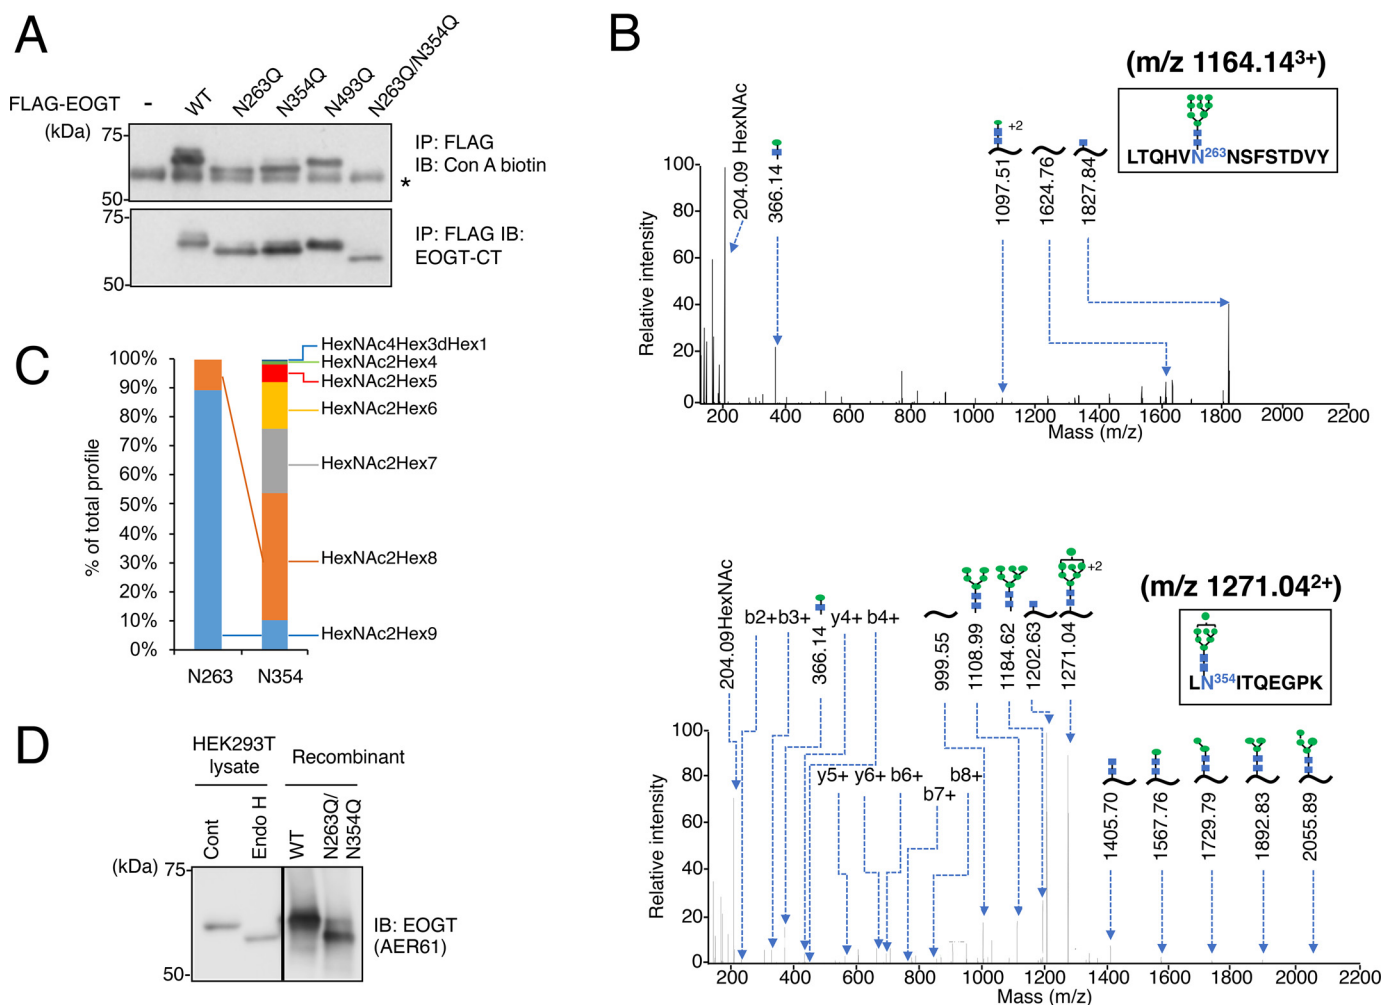 A
FLAG-EOGT
-
WT
N263Q
N354Q
N493Q
N263Q/N354Q
(kDa)
75-
50-
IP: FLAG
IB: Con A biotin
*
75-
50-
IP: FLAG IB:
EOGT-CT
B
(m/z 1164.14³⁺)
LTQHVN²⁶³NSFSTDVY
204.09 HexNAc
366.14
1097.51
+2
1624.76
1827.84
Relative intensity
100
80
60
40
20
0
200 400 600 800 1000 1200 1400 1600 1800 2000 2200
Mass (m/z)
(m/z 1271.04²⁺)
LN³⁵⁴ITQEGPK
204.09HexNAc
b2+ b3+
366.14
y4+ b4+
999.55
1108.99
1184.62
1202.63
1271.04
+2
y5+ y6+ b6+ b8+
b7+
1405.70
1567.76
1729.79
1892.83
2055.89
Relative intensity
100
80
60
40
20
0
200 400 600 800 1000 1200 1400 1600 1800 2000 2200
Mass (m/z)
C
% of total profile
100%
90%
80%
70%
60%
50%
40%
30%
20%
10%
0%
N263 N354
HexNAc4Hex3dHex1
HexNAc2Hex4
HexNAc2Hex5
HexNAc2Hex6
HexNAc2Hex7
HexNAc2Hex8
HexNAc2Hex9
D
HEK293T
lysate
Recombinant
Cont
Endo H
WT
N263Q/
N354Q
(kDa)
75-
50-
IB: EOGT
(AER61)